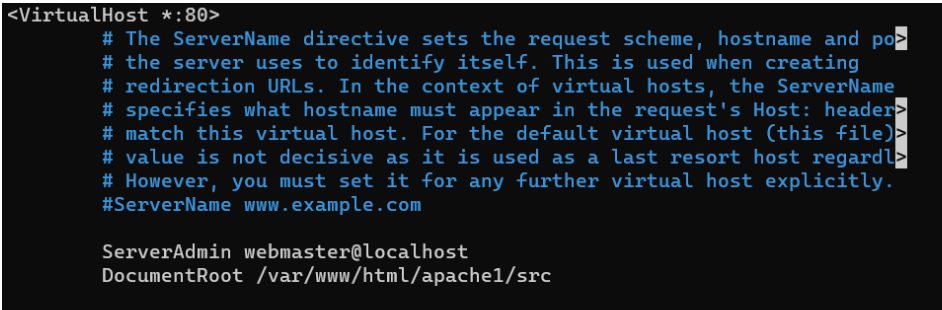 <VirtualHost *:80>
# The ServerName directive sets the request scheme, hostname and po>
# the server uses to identify itself. This is used when creating
# redirection URLs. In the context of virtual hosts, the ServerName
# specifies what hostname must appear in the request's Host: header>
# match this virtual host. For the default virtual host (this file)>
# value is not decisive as it is used as a last resort host regardl>
# However, you must set it for any further virtual host explicitly.
#ServerName www.example.com
ServerAdmin webmaster@localhost
DocumentRoot /var/www/html/apache1/src